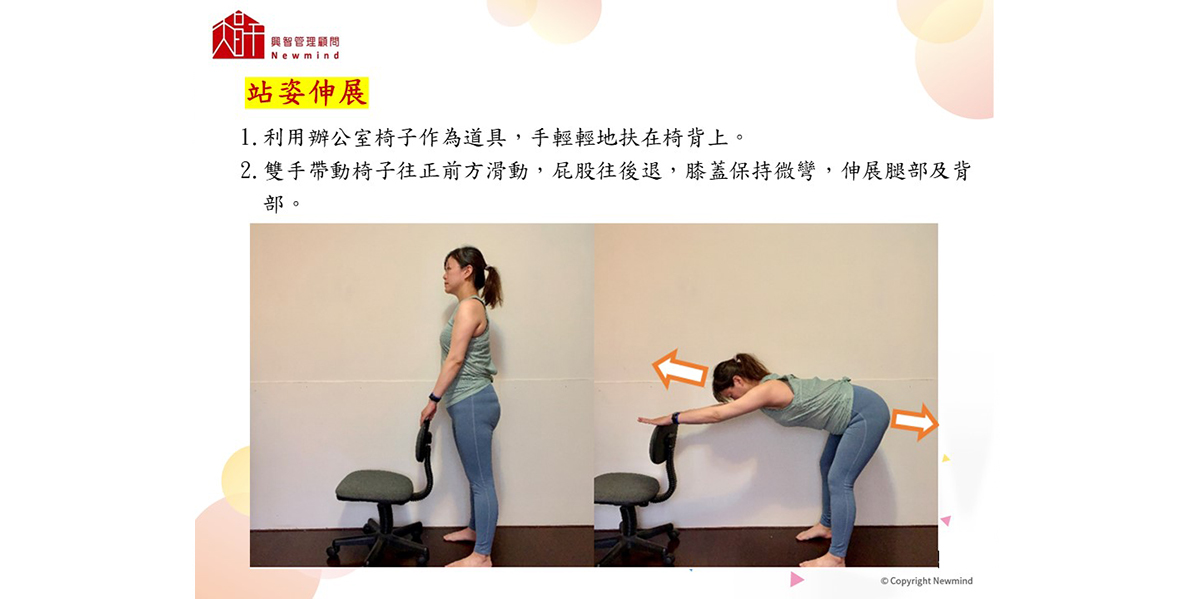 興智管理顧問
Newmind
站姿伸展
1. 利用辦公室椅子作為道具，手輕輕地扶在椅背上。
2. 雙手帶動椅子往正前方滑動，屁股往後退，膝蓋保持微彎，伸展腿部及背
部。
© Copyright Newmind